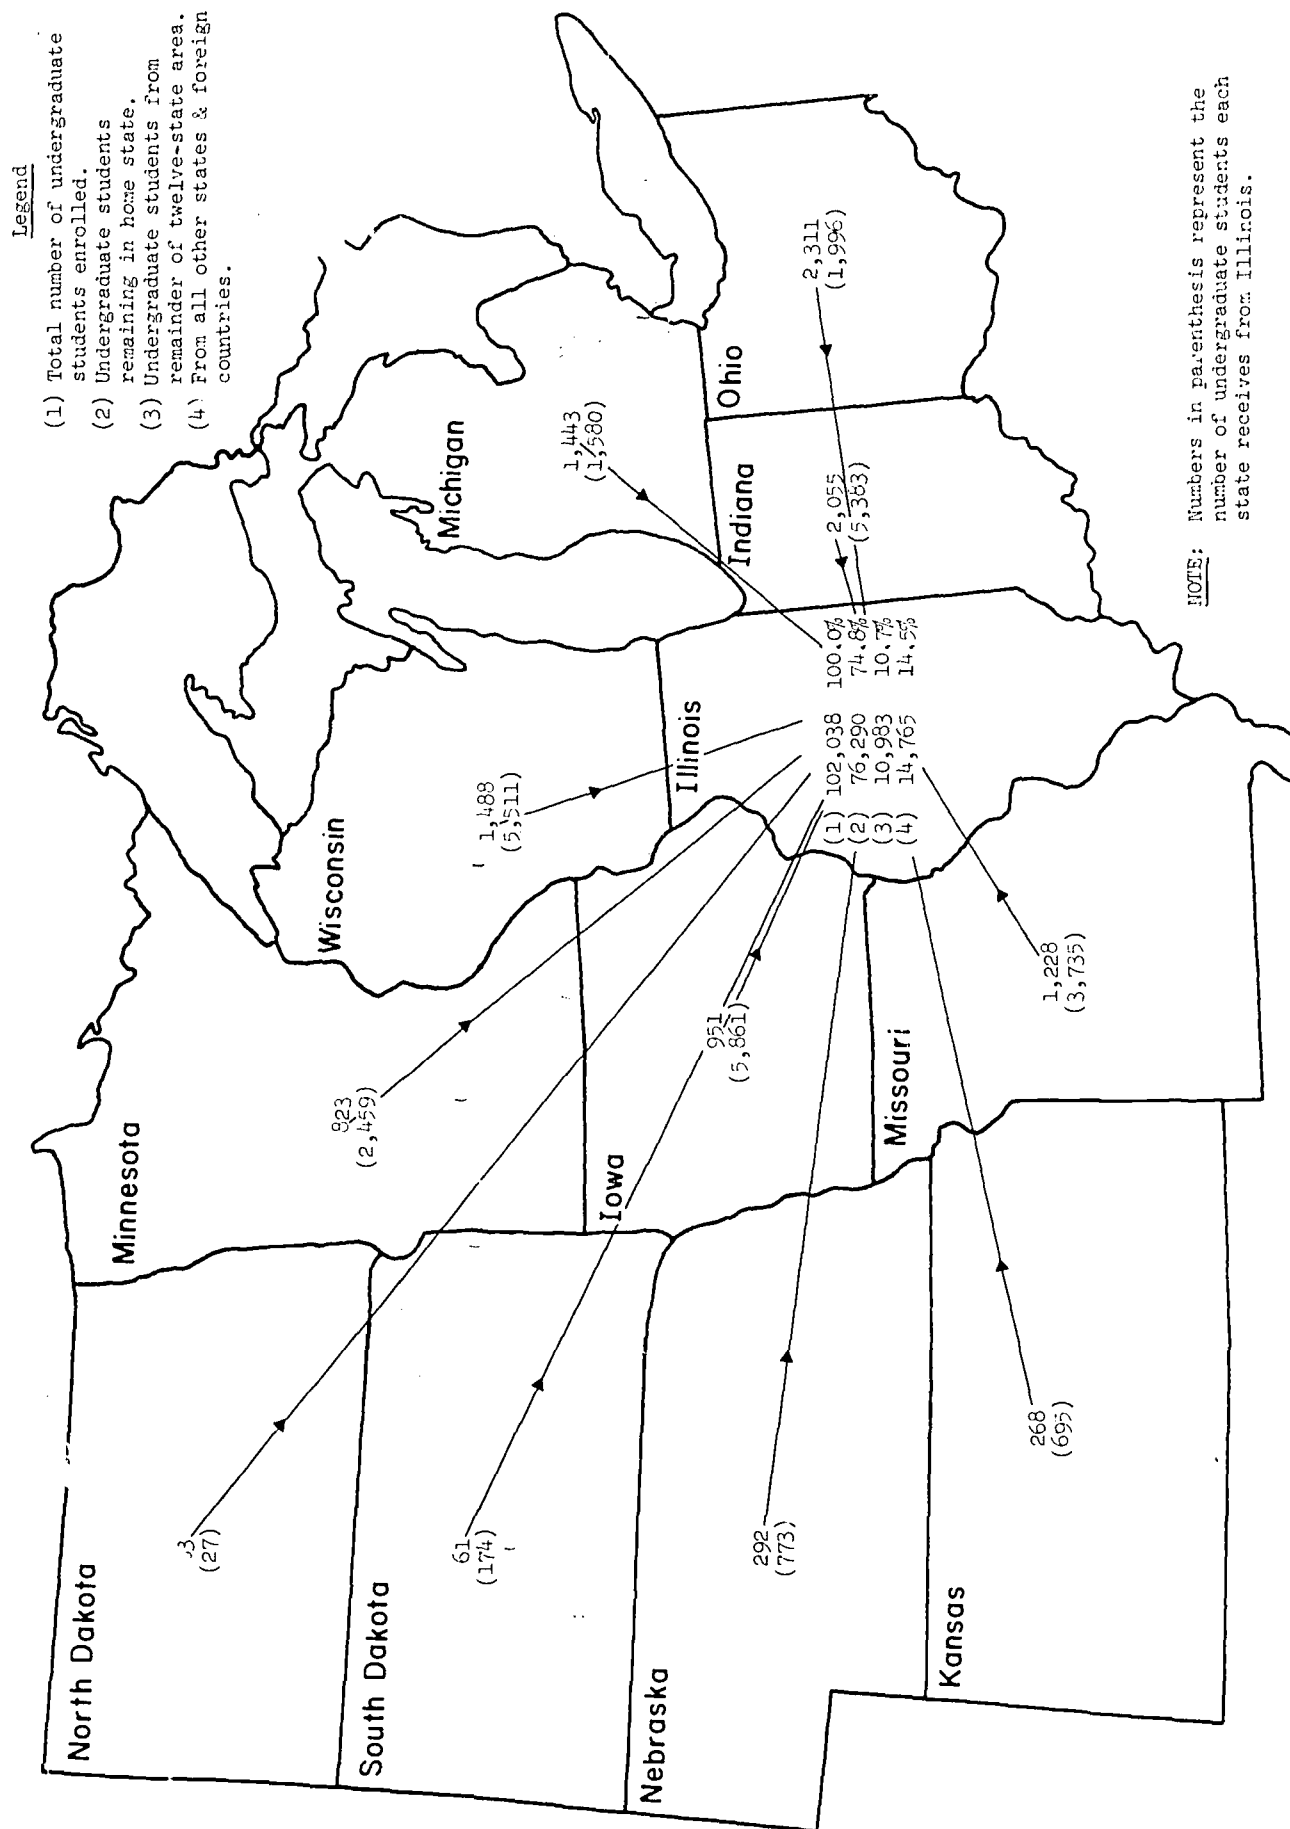 Legend
(1) Total number of undergraduate
students enrolled.
(2) Undergraduate students
remaining in home state.
(3) Undergraduate students from
remainder of twelve-state area.
(4) From all other states & foreign
countries.
North Dakota
(27)
South Dakota
61
(174)
Nebraska
292
(773)
Kansas
268
(695)
Minnesota
823
(2,459)
Iowa
951
(5,861)
Missouri
1,228
(3,735)
Wisconsin
1,488
(5,511)
Illinois
(1) 102,038 100.0%
(2) 76,290 74.8%
(3) 10,983 10.7%
(4) 14,765 14.5%
Michigan
1,443
(1,580)
Indiana
2,055
(5,383)
Ohio
2,311
(1,996)
NOTE: Numbers in parenthesis represent the
number of undergraduate students each
state receives from Illinois.